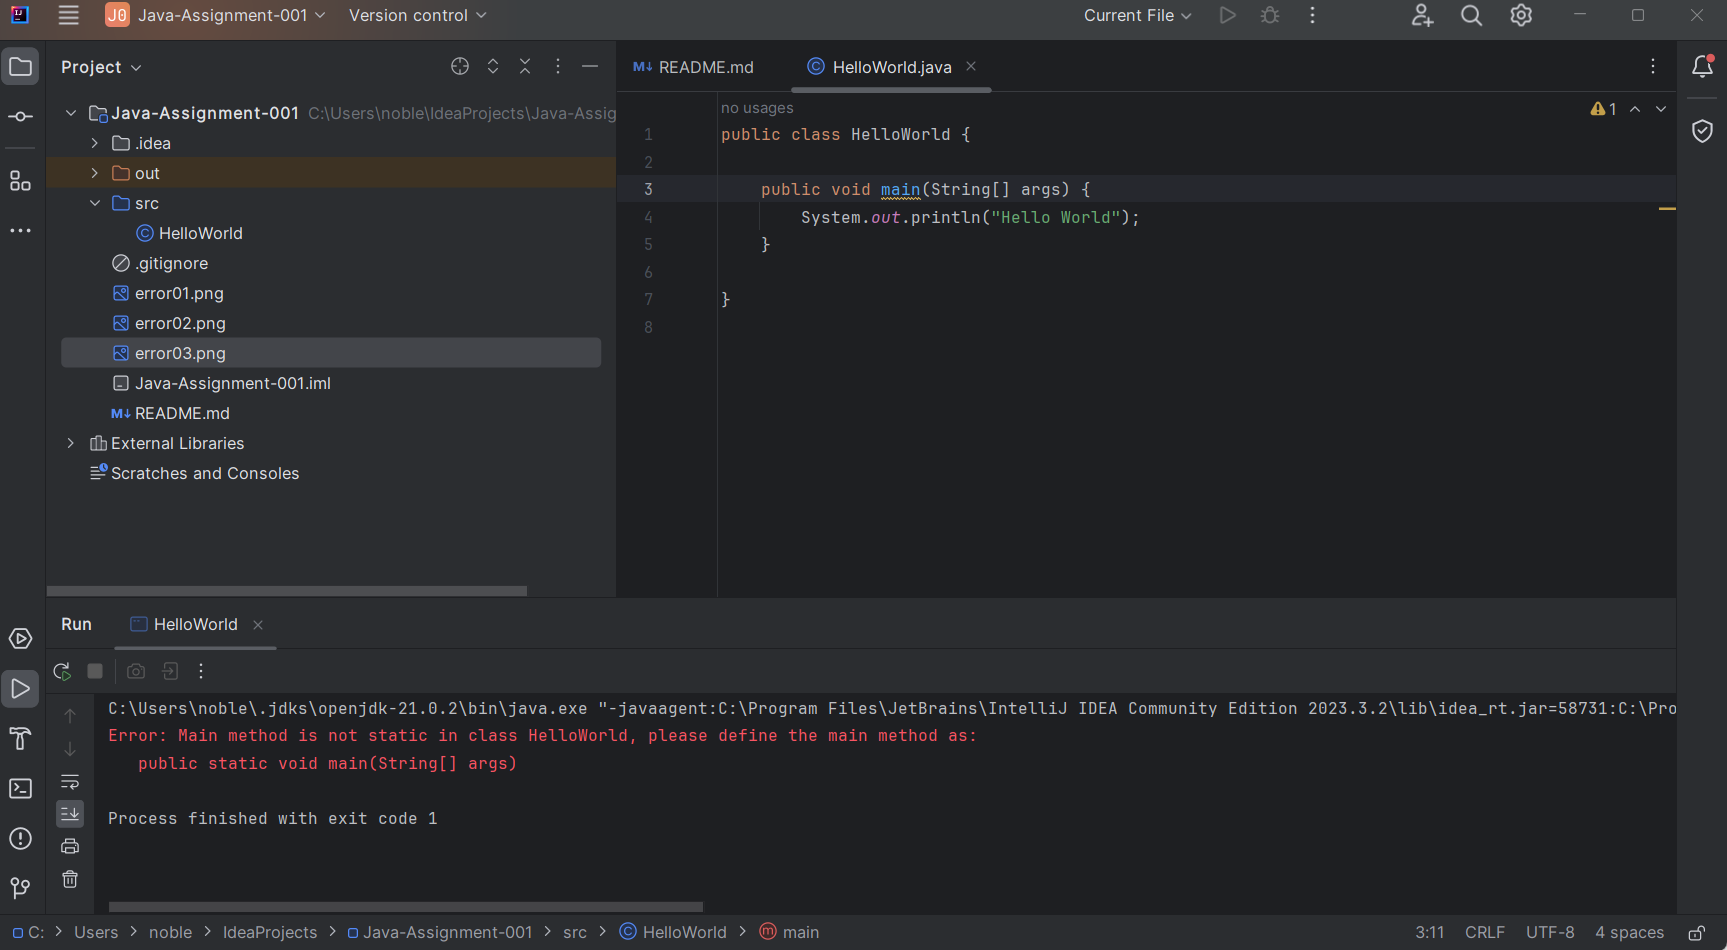 J0 Java-Assignment-001 Version control Current File
Project
README.md HelloWorld.java
Java-Assignment-001 C:\Users\noble\IdeaProjects\Java-Assig
.idea
out
src
HelloWorld
.gitignore
error01.png
error02.png
error03.png
Java-Assignment-001.iml
M↓ README.md
External Libraries
Scratches and Consoles
no usages
1
1 public class HelloWorld {
2
3 public void main(String[] args) {
4 System.out.println("Hello World");
5 }
6
7 }
8
Run HelloWorld
C:\Users\noble\.jdks\openjdk-21.0.2\bin\java.exe "-javaagent:C:\Program Files\JetBrains\IntelliJ IDEA Community Edition 2023.3.2\lib\idea_rt.jar=58731:C:\Pro
Error: Main method is not static in class HelloWorld, please define the main method as:
public static void main(String[] args)
Process finished with exit code 1
C: > Users > noble > IdeaProjects > Java-Assignment-001 > src > HelloWorld > main 3:11 CRLF UTF-8 4 spaces